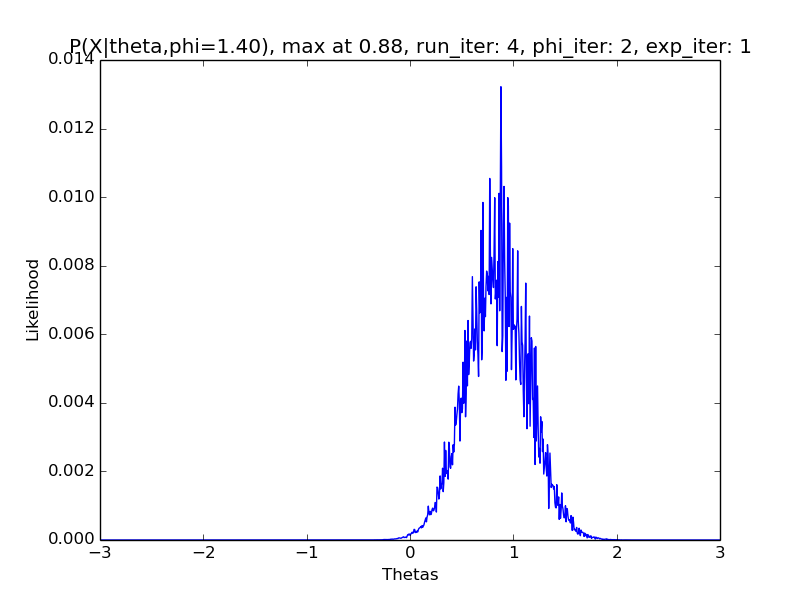 P(X|theta,phi=1.40), max at 0.88, run_iter: 4, phi_iter: 2, exp_iter: 1
0.014
0.012
0.010
0.008
0.006
0.004
0.002
0.000
Likelihood
−3 −2 −1 0 1 2 3
Thetas